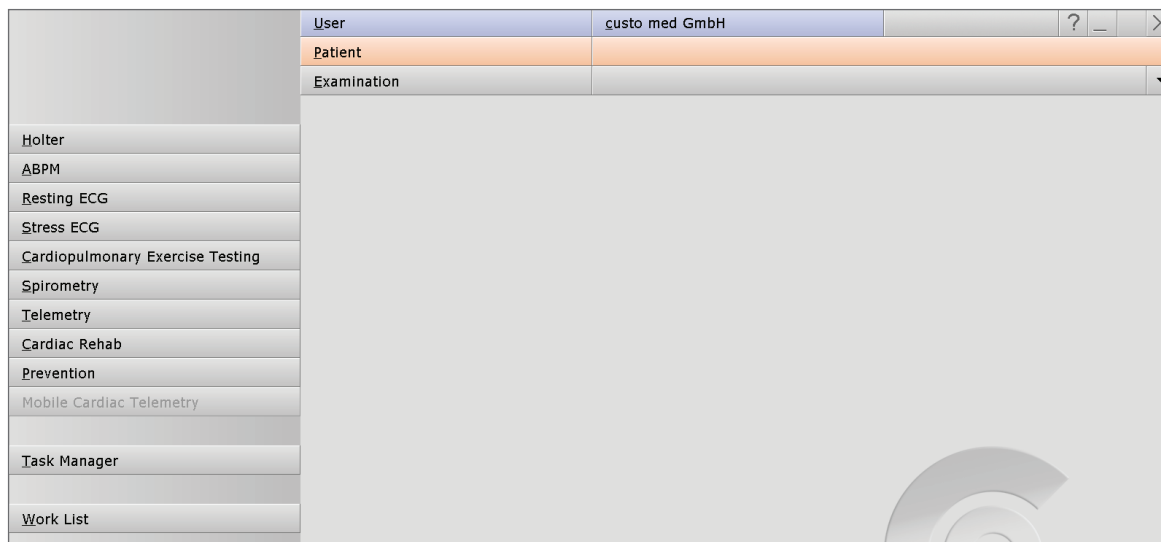 User custo med GmbH ? _
Patient
Examination
Holter
ABPM
Resting ECG
Stress ECG
Cardiopulmonary Exercise Testing
Spirometry
Telemetry
Cardiac Rehab
Prevention
Mobile Cardiac Telemetry
Task Manager
Work List